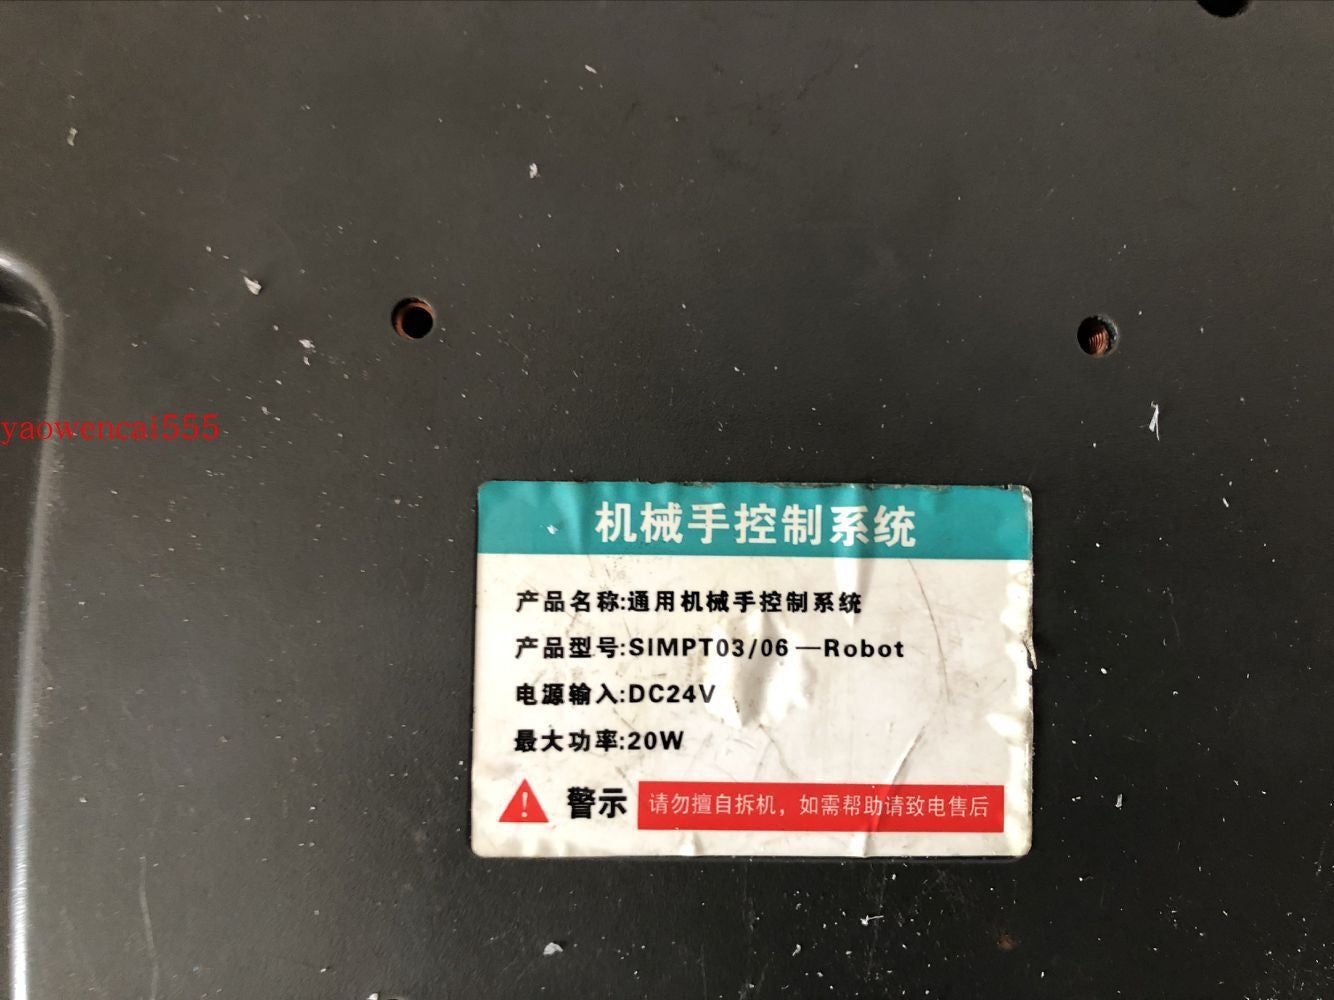 yaowencai555
机械手控制系统
产品名称:通用机械手控制系统
产品型号:SIMPT03/06—Robot
电源输入:DC24V
最大功率:20W
! 警示 请勿擅自拆机，如需帮助请致电售后